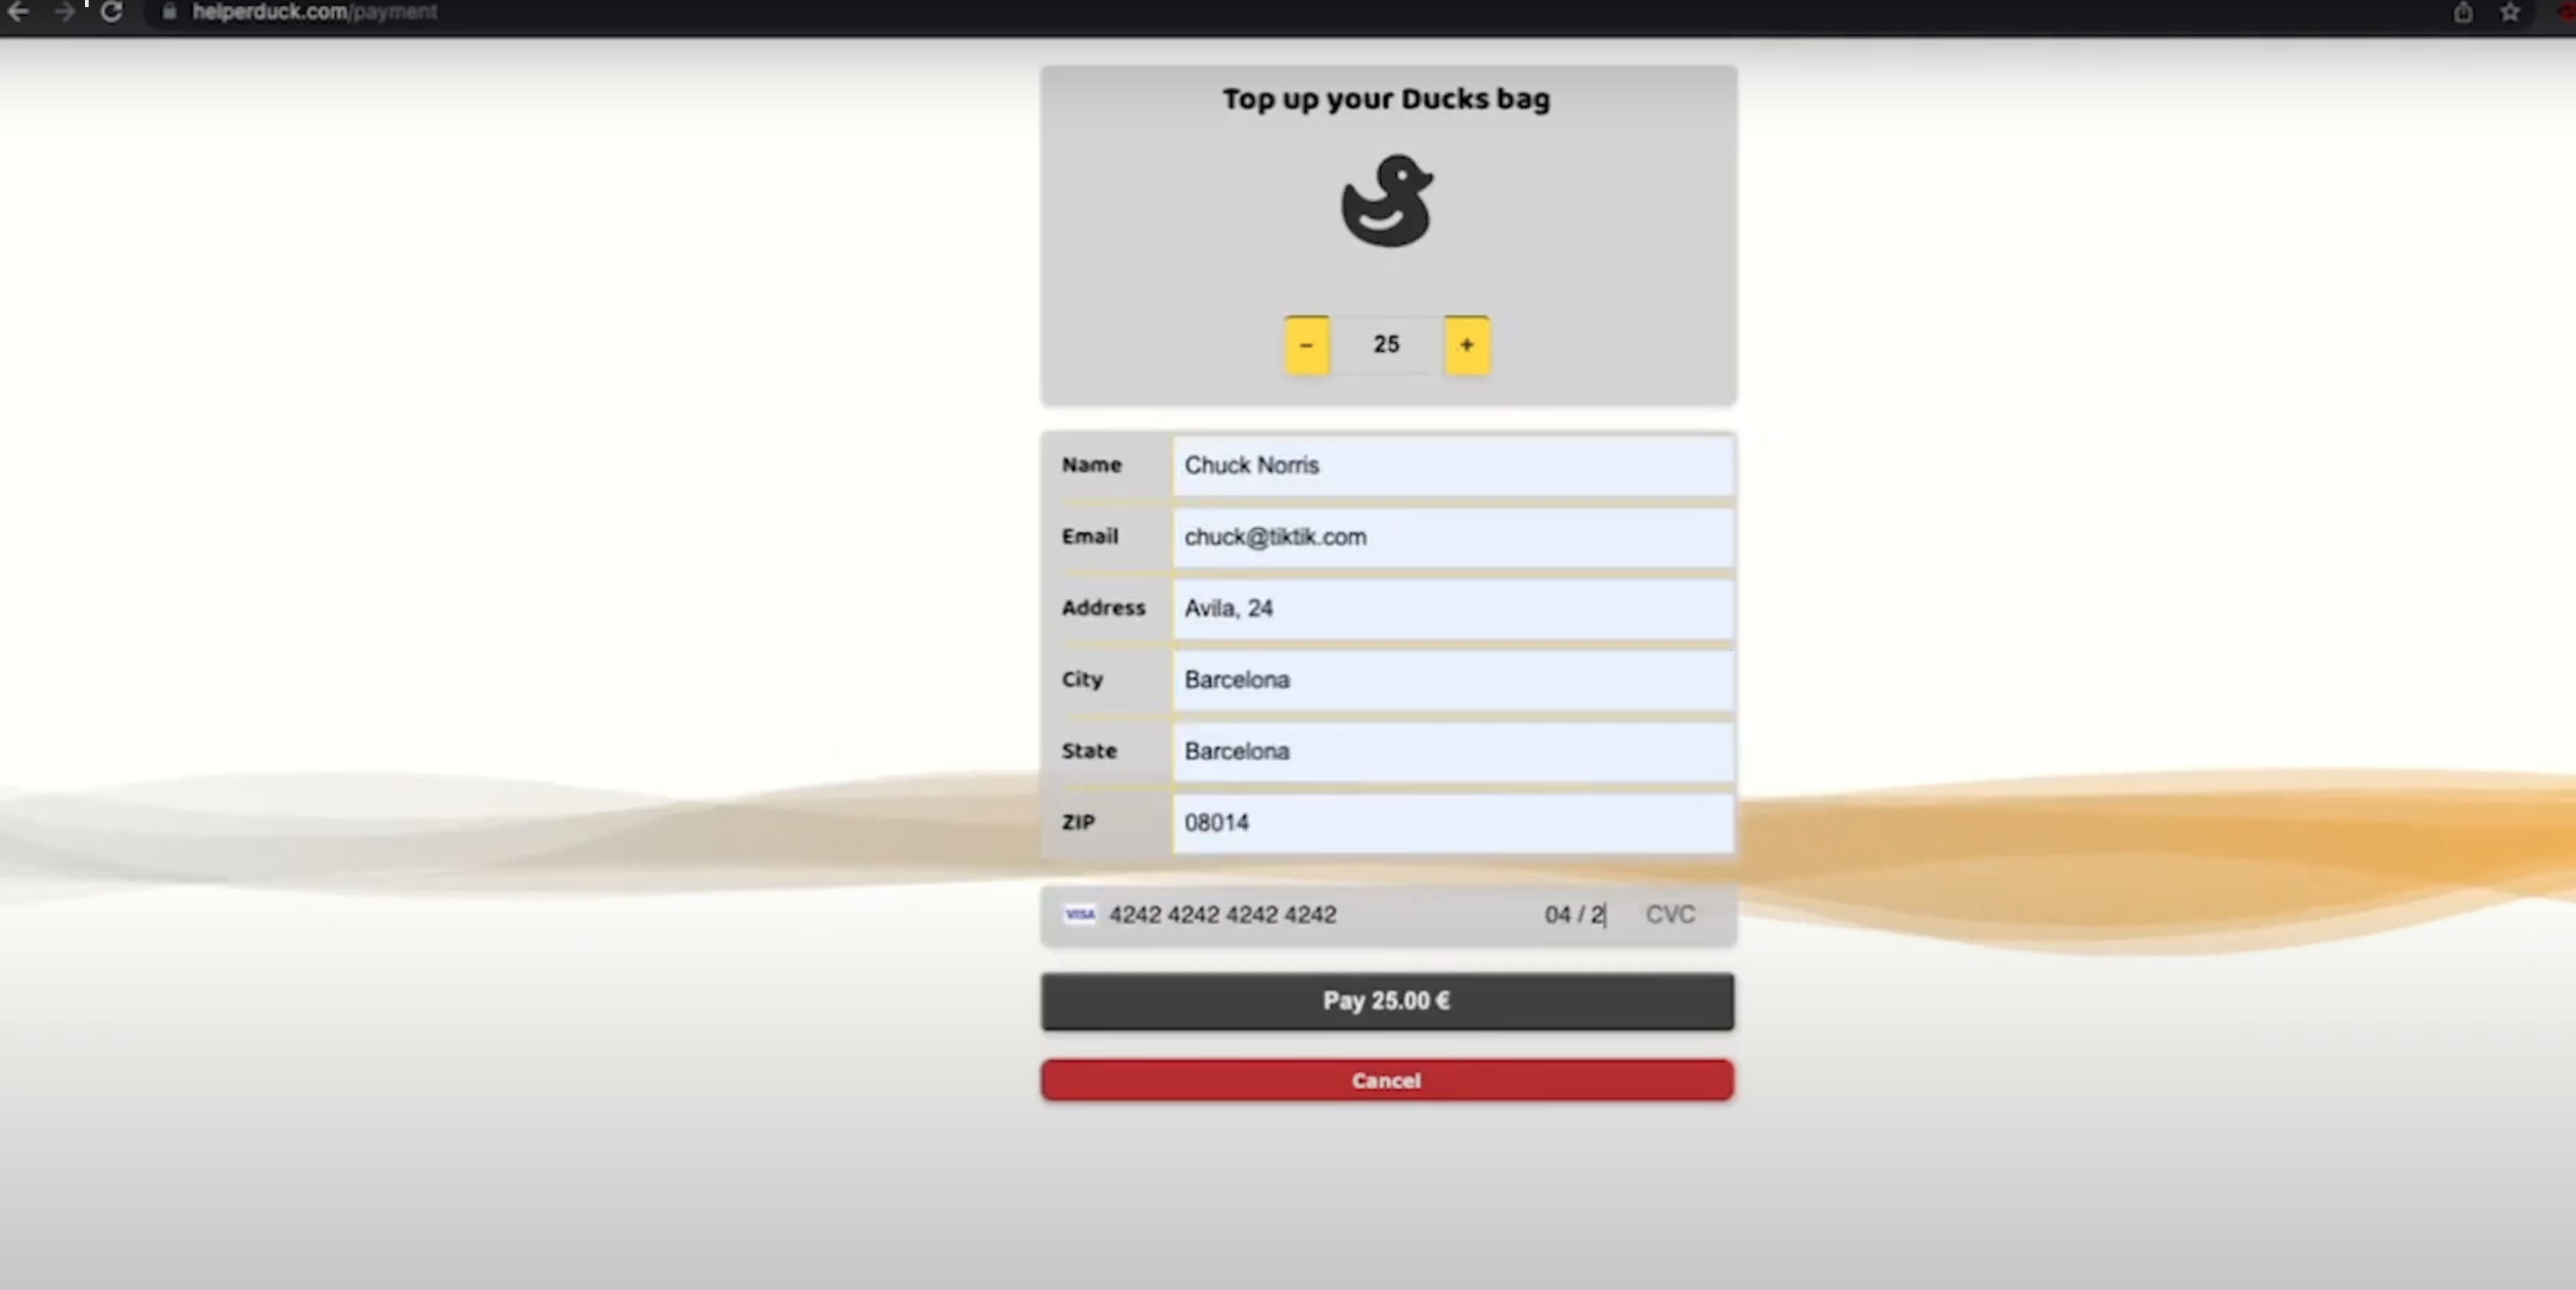 helperduck.com/payment
Top up your Ducks bag
- 25 +
Name Chuck Norris
Email chuck@tiktik.com
Address Avila, 24
City Barcelona
State Barcelona
ZIP 08014
VISA 4242 4242 4242 4242 04 / 2 CVC
Pay 25.00 €
Cancel